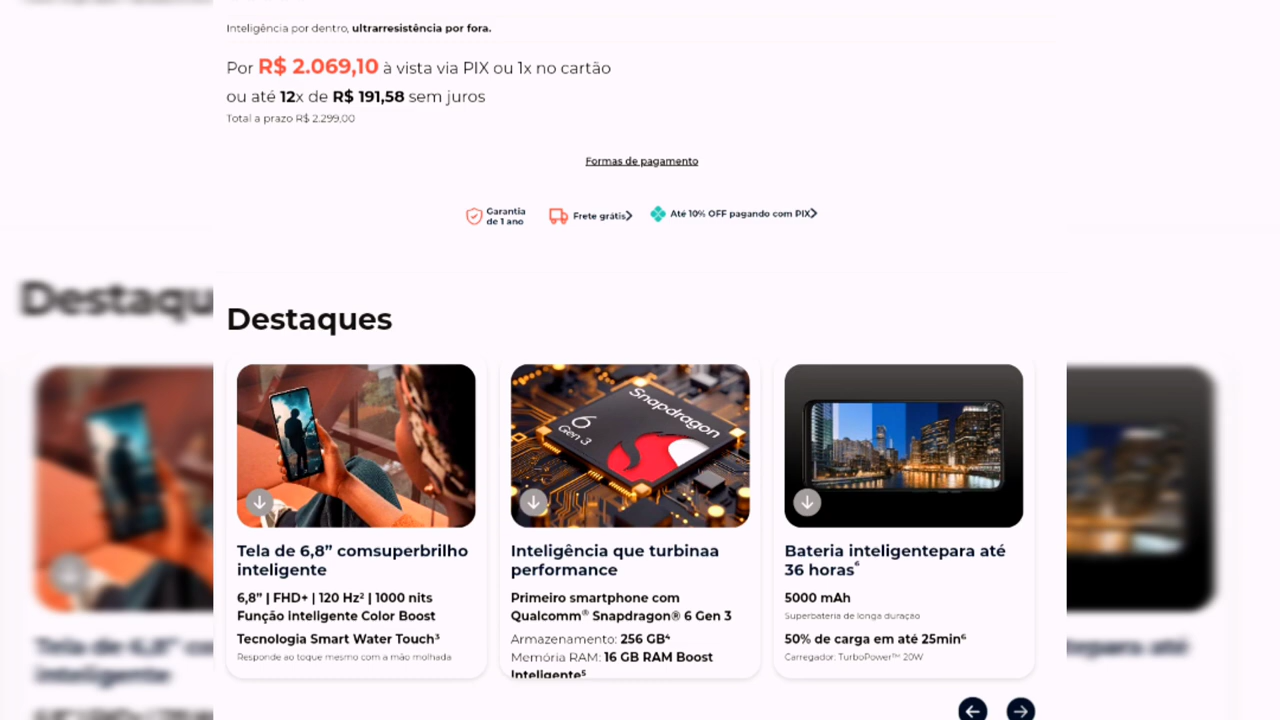 Inteligência por dentro, ultrarresistência por fora.
Por R$ 2.069,10 à vista via PIX ou 1x no cartão
ou até 12x de R$ 191,58 sem juros
Total a prazo R$ 2.299,00
Formas de pagamento
Garantia
de 1 ano
Frete grátis
Até 10% OFF pagando com PIX
Destaques
Snapdragon
6
Gen 3
Tela de 6,8” comsuperbrilho
inteligente
6,8” | FHD+ | 120 Hz² | 1000 nits
Função inteligente Color Boost
Tecnologia Smart Water Touch³
Responde ao toque mesmo com a mão molhada
Inteligência que turbinaa
performance
Primeiro smartphone com
Qualcomm® Snapdragon® 6 Gen 3
Armazenamento: 256 GB⁴
Memória RAM: 16 GB RAM Boost
Inteligente⁵
Bateria inteligentepara até
36 horas⁶
5000 mAh
Superbateria de longa duração
50% de carga em até 25min⁶
Carregador: TurboPower™ 20W